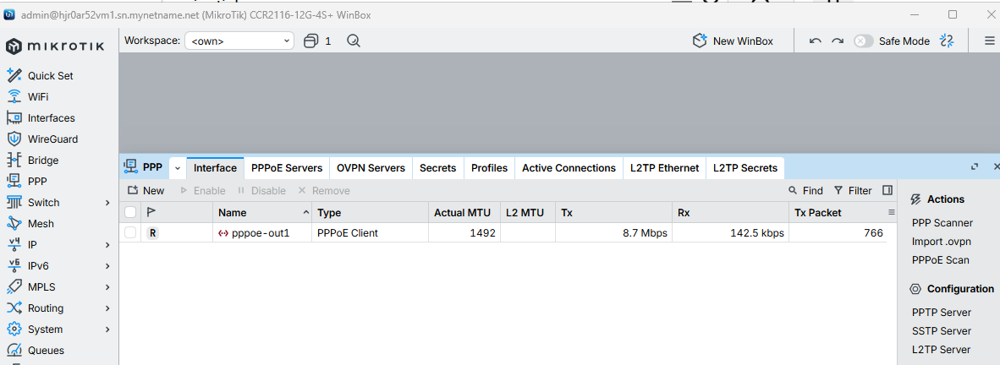 admin@hjr0ar52vm1.sn.mynetname.net (MikroTik) CCR2116-12G-4S+ WinBox
MIKROTIK
Workspace: <own> 1 New WinBox Safe Mode
Quick Set
WiFi
Interfaces
WireGuard
Bridge
PPP
Switch
Mesh
IP
IPv6
MPLS
Routing
System
Queues
PPP Interface PPPoE Servers OVPN Servers Secrets Profiles Active Connections L2TP Ethernet L2TP Secrets
New Enable Disable Remove Find Filter
Name Type Actual MTU L2 MTU Tx Rx Tx Packet
R pppoe-out1 PPPoE Client 1492 8.7 Mbps 142.5 kbps 766
Actions
PPP Scanner
Import .ovpn
PPPoE Scan
Configuration
PPTP Server
SSTP Server
L2TP Server